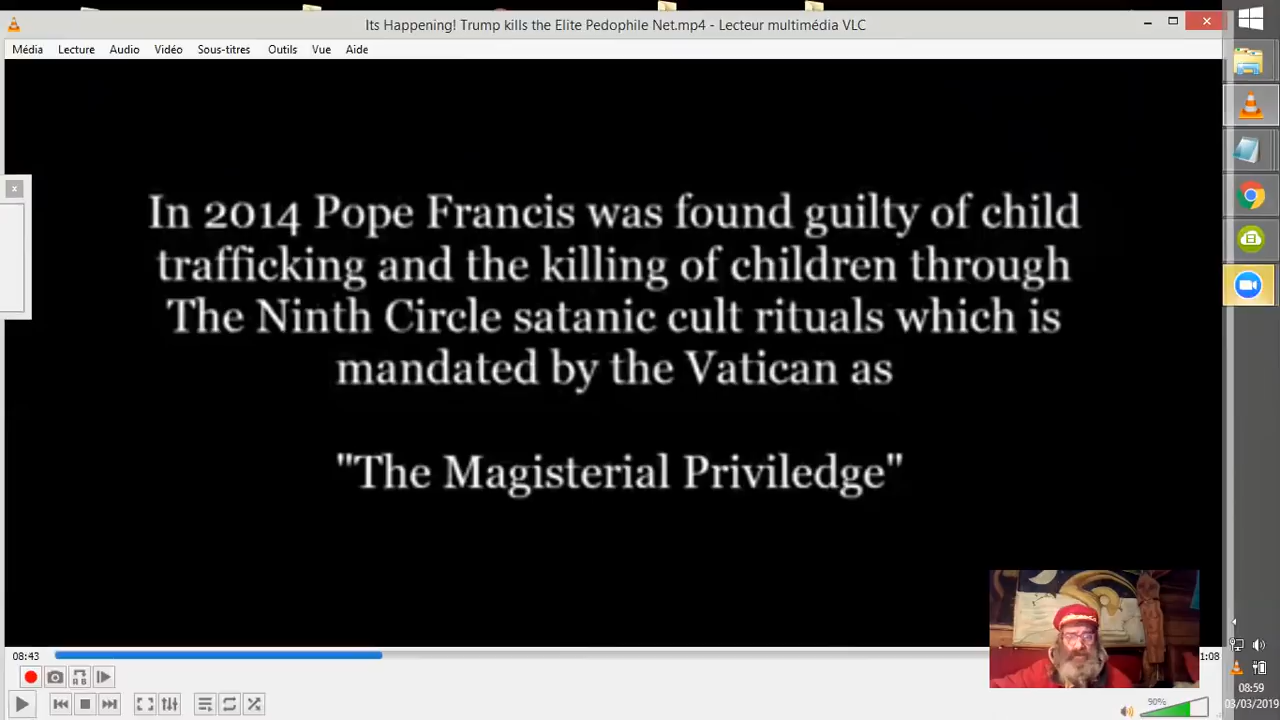 Its Happening! Trump kills the Elite Pedophile Net.mp4 - Lecteur multimédia VLC
Média Lecture Audio Vidéo Sous-titres Outils Vue Aide
In 2014 Pope Francis was found guilty of child
trafficking and the killing of children through
The Ninth Circle satanic cult rituals which is
mandated by the Vatican as
"The Magisterial Priviledge"
08:43
1:08
90%
08:59
03/03/2019